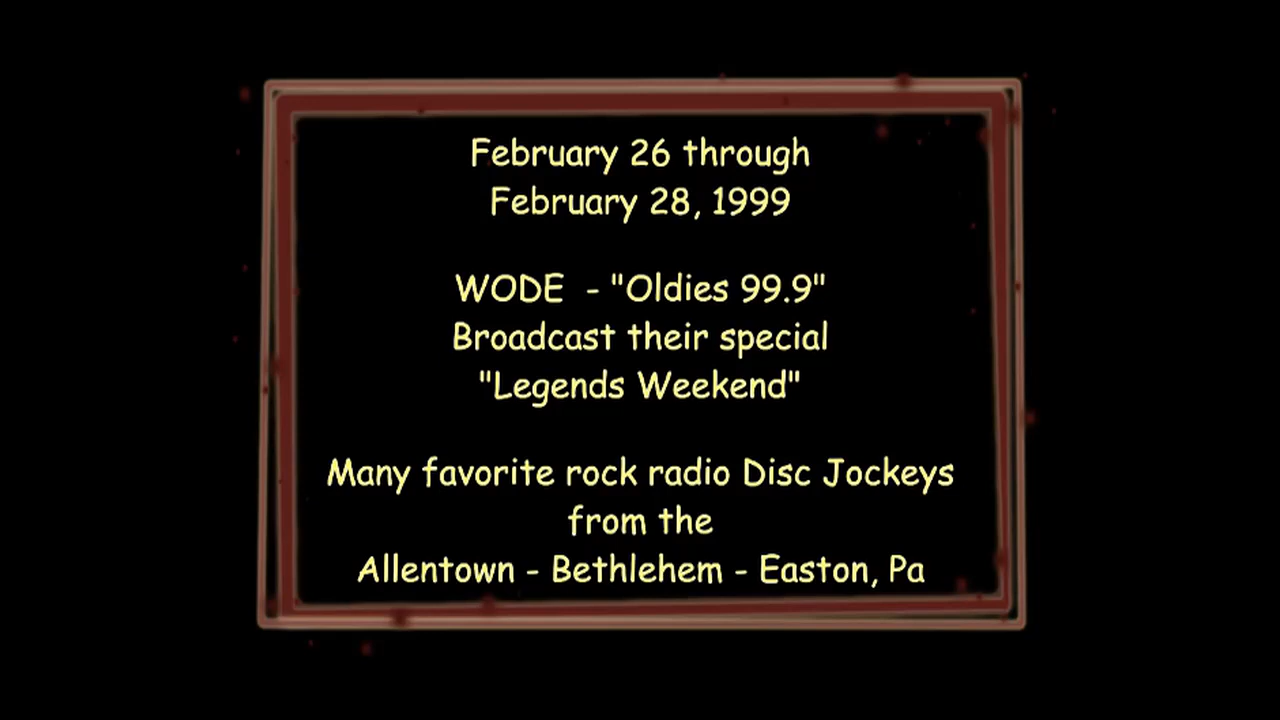 February 26 through
February 28, 1999
WODE - "Oldies 99.9"
Broadcast their special
"Legends Weekend"
Many favorite rock radio Disc Jockeys
from the
Allentown - Bethlehem - Easton, Pa